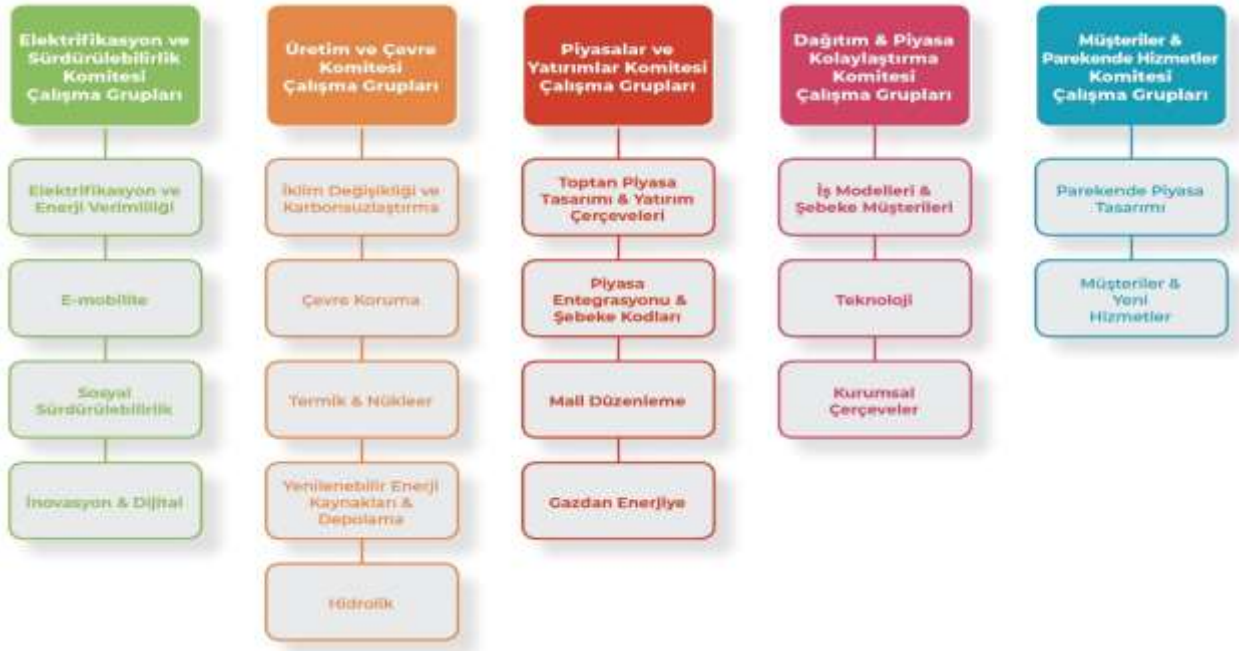 Elektrifikasyon ve
Sürdürülebilirlik
Komitesi
Çalışma Grupları
Elektrifikasyon ve
Enerji Verimliliği
E-mobilite
Sosyal
Sürdürülebilirlik
İnovasyon & Dijital
Üretim ve Çevre
Komitesi
Çalışma Grupları
İklim Değişikliği ve
Karbonsuzlaştırma
Çevre Koruma
Termik & Nükleer
Yenilenebilir Enerji
Kaynakları &
Depolama
Hidrolik
Piyasalar ve
Yatırımlar Komitesi
Çalışma Grupları
Toptan Piyasa
Tasarımı & Yatırım
Çerçeveleri
Piyasa
Entegrasyonu &
Şebeke Kodları
Mali Düzenleme
Gazdan Enerjiye
Dağıtım & Piyasa
Kolaylaştırma
Komitesi
Çalışma Grupları
İş Modelleri &
Şebeke Müşterileri
Teknoloji
Kurumsal
Çerçeveler
Müşteriler &
Parekende Hizmetler
Komitesi
Çalışma Grupları
Parekende Piyasa
Tasarımı
Müşteriler &
Yeni
Hizmetler